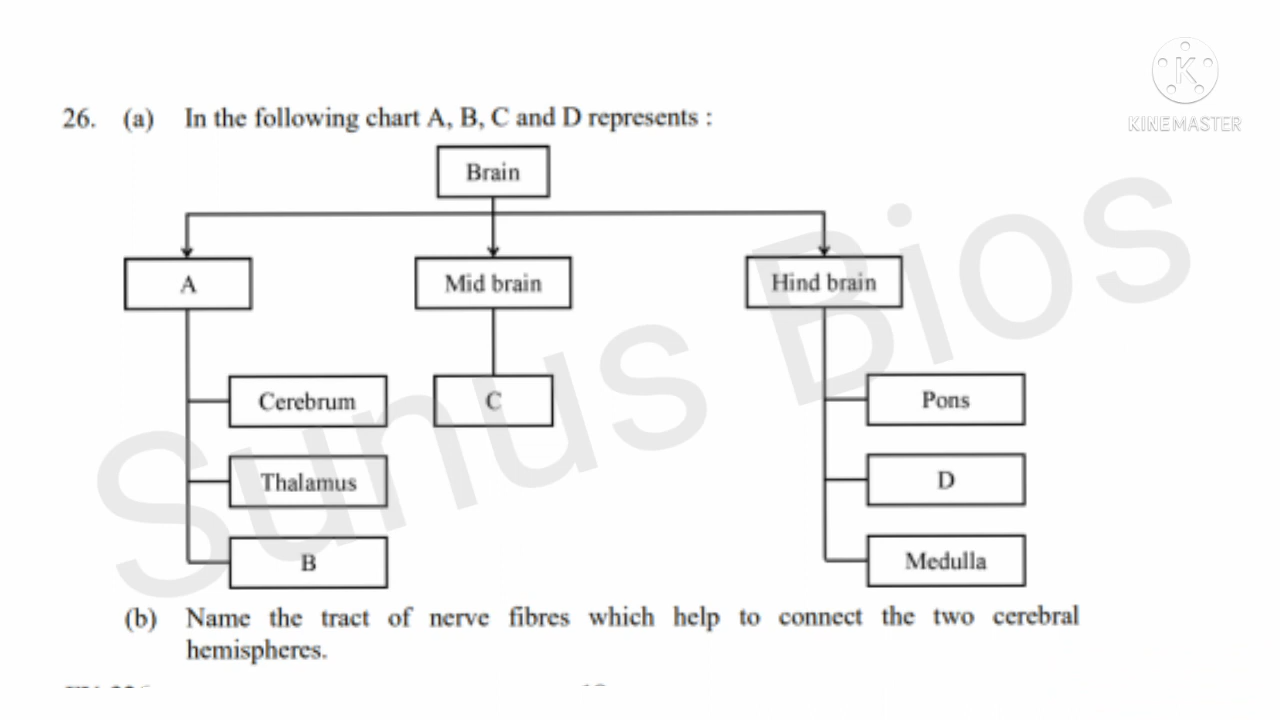 KINEMASTER
26. (a) In the following chart A, B, C and D represents :
Brain
A
Mid brain
Hind brain
Cerebrum
C
Pons
Thalamus
D
B
Medulla
(b) Name the tract of nerve fibres which help to connect the two cerebral
hemispheres.
Sunus Bios